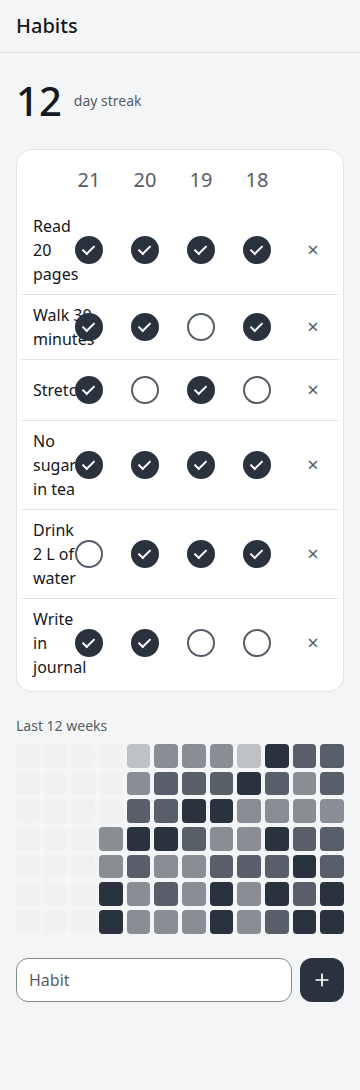 Habits
12 day streak
21 20 19 18
Read
20
pages
Walk 30
minutes
No
sugar
in tea
Drink
2 L of
water
Write
in
journal
Last 12 weeks
Habit